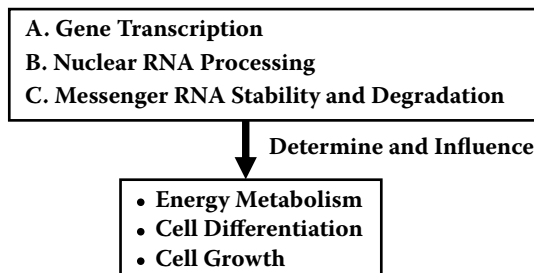 A. Gene Transcription
B. Nuclear RNA Processing
C. Messenger RNA Stability and Degradation
Determine and Influence
• Energy Metabolism
• Cell Differentiation
• Cell Growth